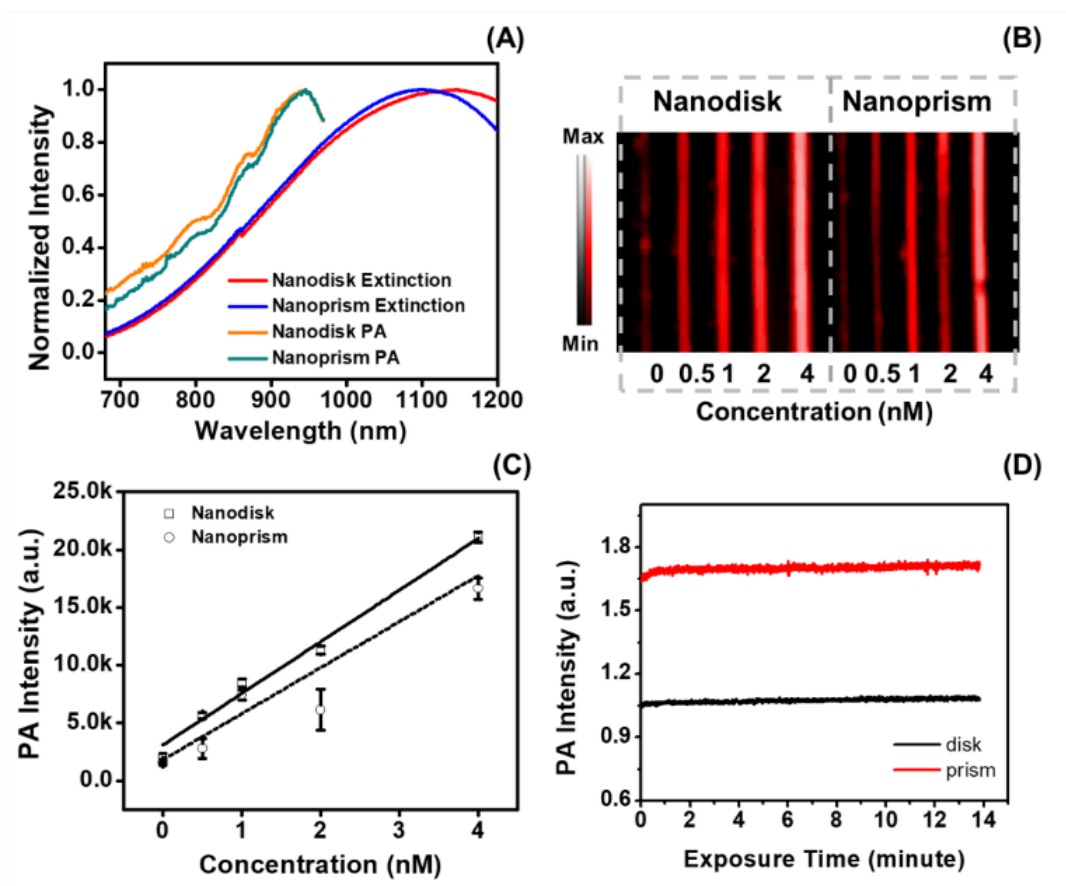 (A)
Normalized Intensity
1.0
0.8
0.6
0.4
0.2
0.0
Nanodisk Extinction
Nanoprism Extinction
Nanodisk PA
Nanoprism PA
700 800 900 1000 1100 1200
Wavelength (nm)
(B)
Nanodisk Nanoprism
Max
Min
0 0.5 1 2 4 0 0.5 1 2 4
Concentration (nM)
(C)
PA Intensity (a.u.)
25.0k
20.0k
15.0k
10.0k
5.0k
0.0
Nanodisk
Nanoprism
0 1 2 3 4
Concentration (nM)
(D)
PA Intensity (a.u.)
1.8
1.5
1.2
0.9
0.6
disk
prism
0 2 4 6 8 10 12 14
Exposure Time (minute)